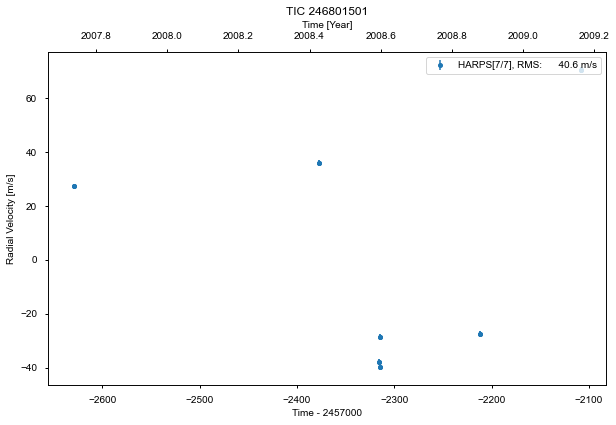 TIC 246801501
Time [Year]
2007.8 2008.0 2008.2 2008.4 2008.6 2008.8 2009.0 2009.2
HARPS[7/7], RMS: 40.6 m/s
60
40
20
0
−20
−40
Radial Velocity [m/s]
−2600 −2500 −2400 −2300 −2200 −2100
Time - 2457000